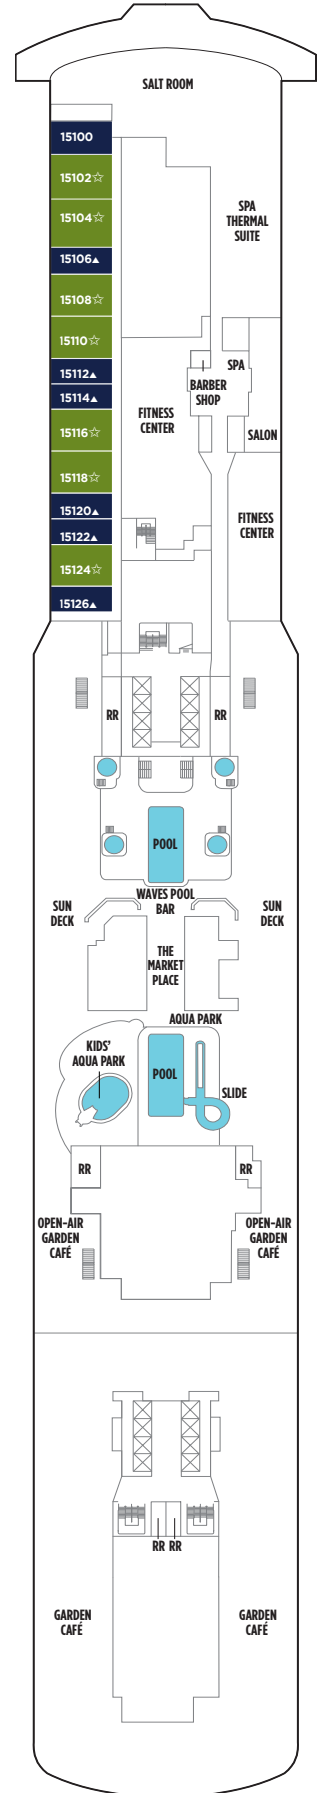 SALT ROOM
15100
15102☆
15104☆
15106▲
15108☆
15110☆
15112▲
15114▲
15116☆
15118☆
15120▲
15122▲
15124☆
15126▲
SPA
THERMAL
SUITE
SPA
BARBER
SHOP
FITNESS
CENTER
SALON
FITNESS
CENTER
RR
RR
POOL
WAVES POOL
BAR
SUN
DECK
SUN
DECK
THE
MARKET
PLACE
AQUA PARK
KIDS'
AQUA PARK
POOL
SLIDE
RR
RR
OPEN-AIR
GARDEN
CAFÉ
OPEN-AIR
GARDEN
CAFÉ
RR RR
GARDEN
CAFÉ
GARDEN
CAFÉ